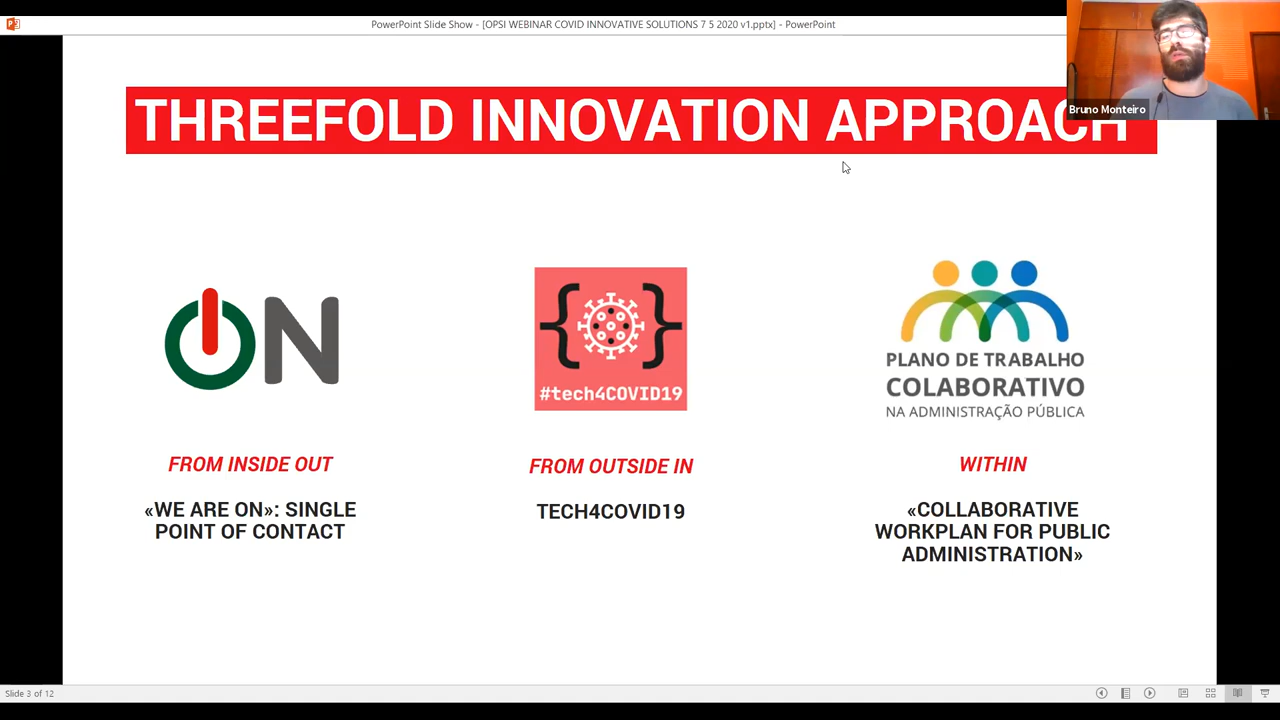 PowerPoint Slide Show - [OPSI WEBINAR COVID INNOVATIVE SOLUTIONS 7 5 2020 v1.pptx] - PowerPoint
Bruno Monteiro
THREEFOLD INNOVATION APPROACH
ON
#tech4COVID19
PLANO DE TRABALHO
COLABORATIVO
NA ADMINISTRAÇÃO PÚBLICA
FROM INSIDE OUT
«WE ARE ON»: SINGLE
POINT OF CONTACT
FROM OUTSIDE IN
TECH4COVID19
WITHIN
«COLLABORATIVE
WORKPLAN FOR PUBLIC
ADMINISTRATION»
Slide 3 of 12